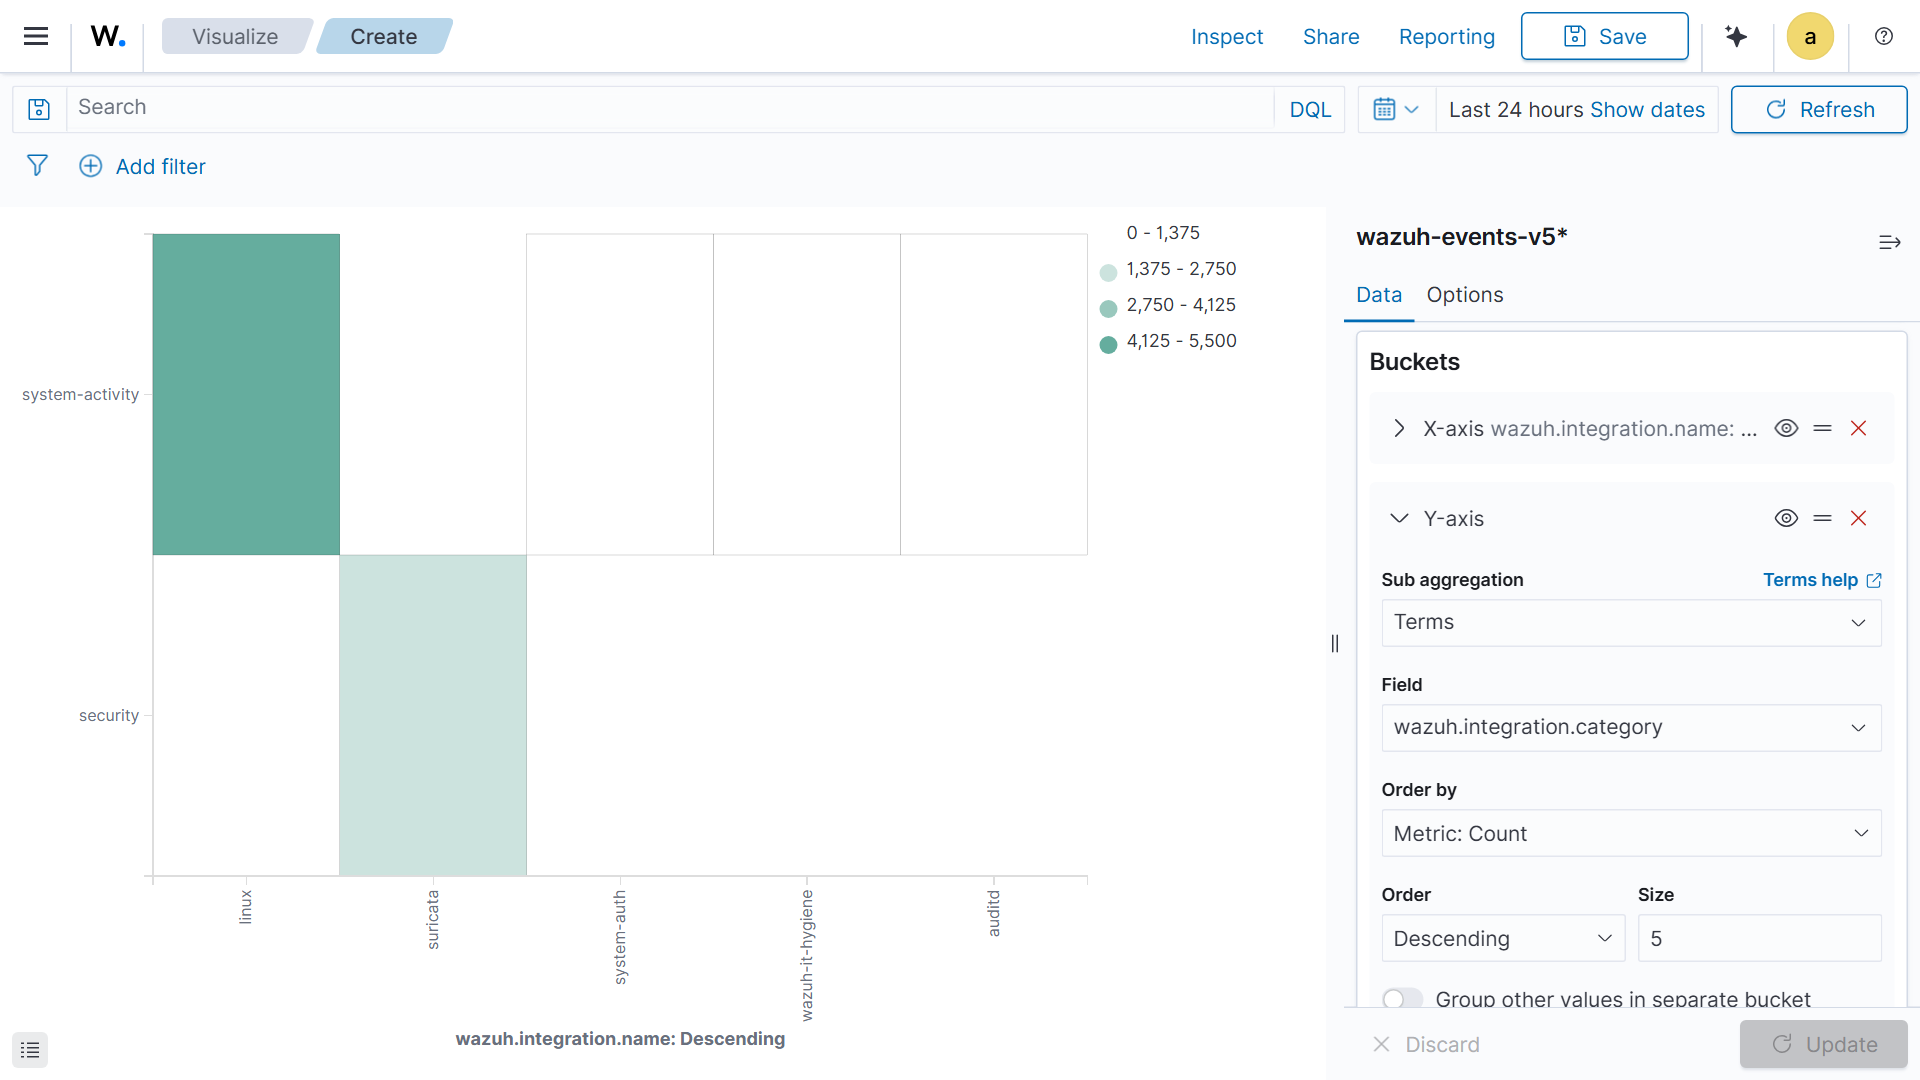 W.
Visualize
Create
Inspect
Share
Reporting
Save
a
Search
DQL
Last 24 hours Show dates
Refresh
Add filter
0 - 1,375
1,375 - 2,750
2,750 - 4,125
4,125 - 5,500
system-activity
security
linux
suricata
system-auth
wazuh-it-hygiene
auditd
wazuh.integration.name: Descending
wazuh-events-v5*
Data
Options
Buckets
X-axis wazuh.integration.name: ...
Y-axis
Sub aggregation
Terms help
Terms
Field
wazuh.integration.category
Order by
Metric: Count
Order
Size
Descending
5
Group other values in separate bucket
Discard
Update